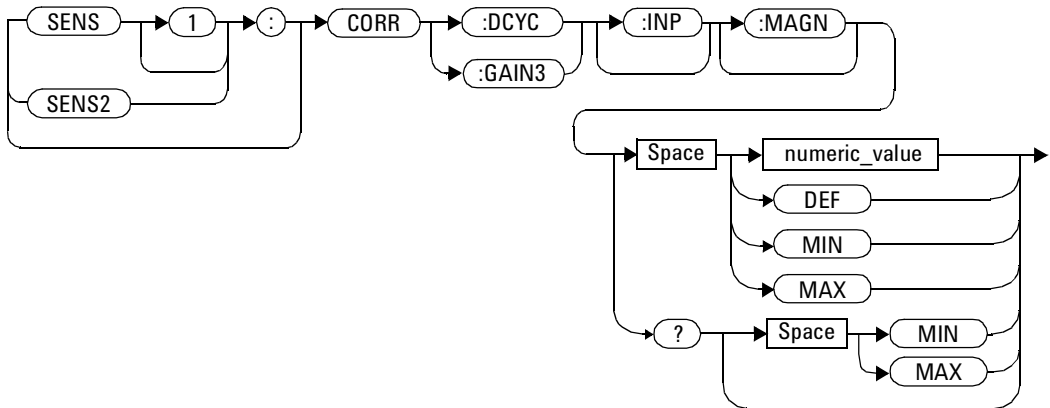 SENS 1 : CORR :DCYC :INP :MAGN
:GAIN3
SENS2
Space numeric_value
DEF
MIN
MAX
? Space MIN
MAX